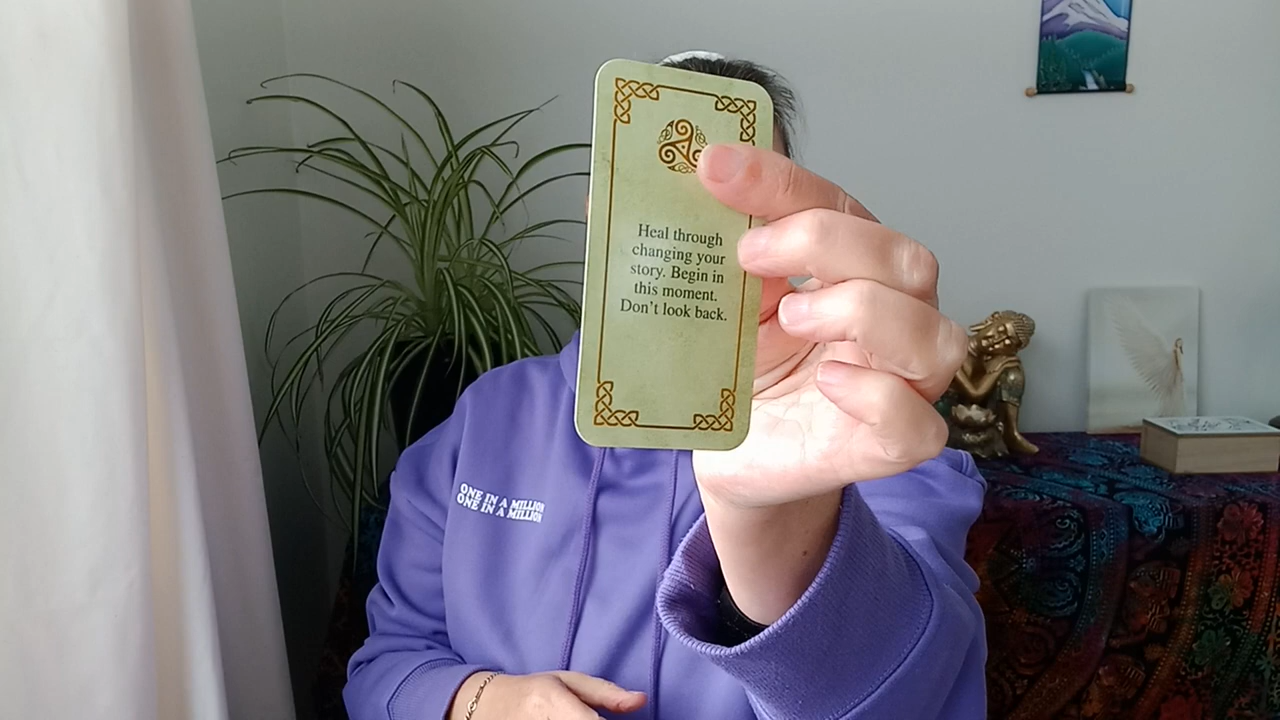 Heal through
changing your
story. Begin in
this moment.
Don't look back.
ONE IN A MILLION
ONE IN A MILLION